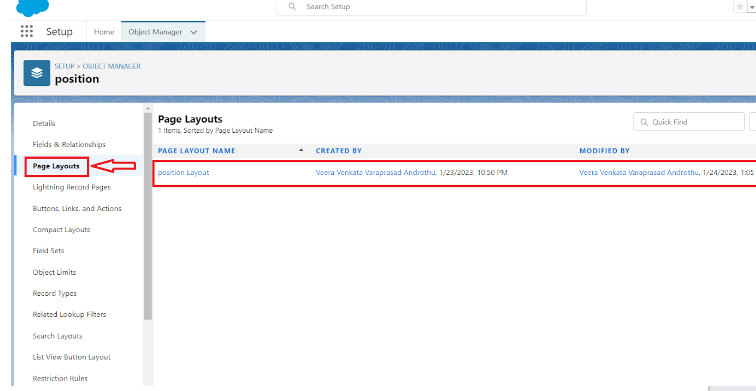 Search Setup
Setup
Home
Object Manager
SETUP > OBJECT MANAGER
position
Details
Fields & Relationships
Page Layouts
Lightning Record Pages
Buttons, Links, and Actions
Compact Layouts
Field Sets
Object Limits
Record Types
Related Lookup Filters
Search Layouts
List View Button Layout
Restriction Rules
Page Layouts
1 Items, Sorted by Page Layout Name
Quick Find
PAGE LAYOUT NAME CREATED BY MODIFIED BY
position Layout Veera Venkata Varaprasad Androthu, 1/23/2023, 10:50 PM Veera Venkata Varaprasad Androthu, 1/24/2023, 1:05